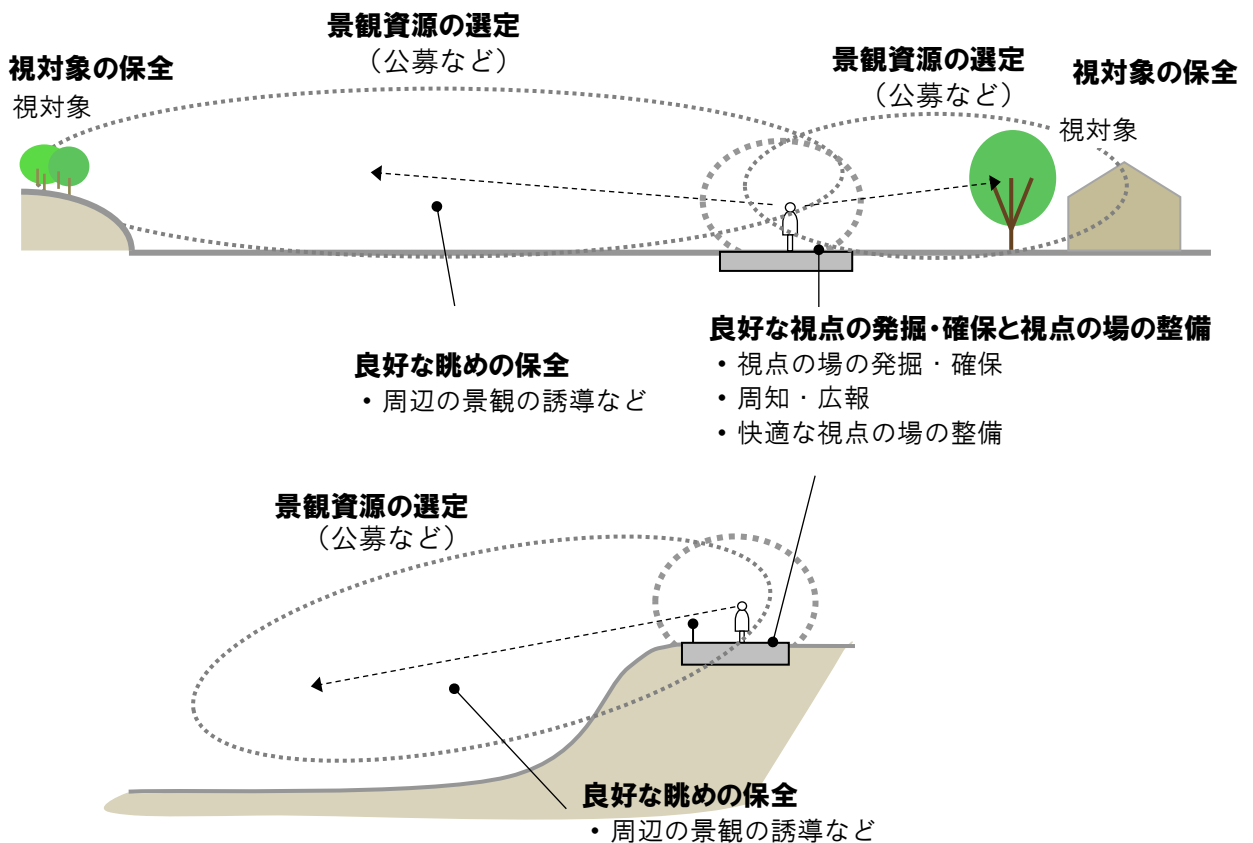 景観資源の選定
（公募など）
視対象の保全
視対象
景観資源の選定
（公募など）
視対象の保全
視対象
良好な眺めの保全
・周辺の景観の誘導など
良好な視点の発掘・確保と視点の場の整備
・視点の場の発掘・確保
・周知・広報
・快適な視点の場の整備
景観資源の選定
（公募など）
良好な眺めの保全
・周辺の景観の誘導など